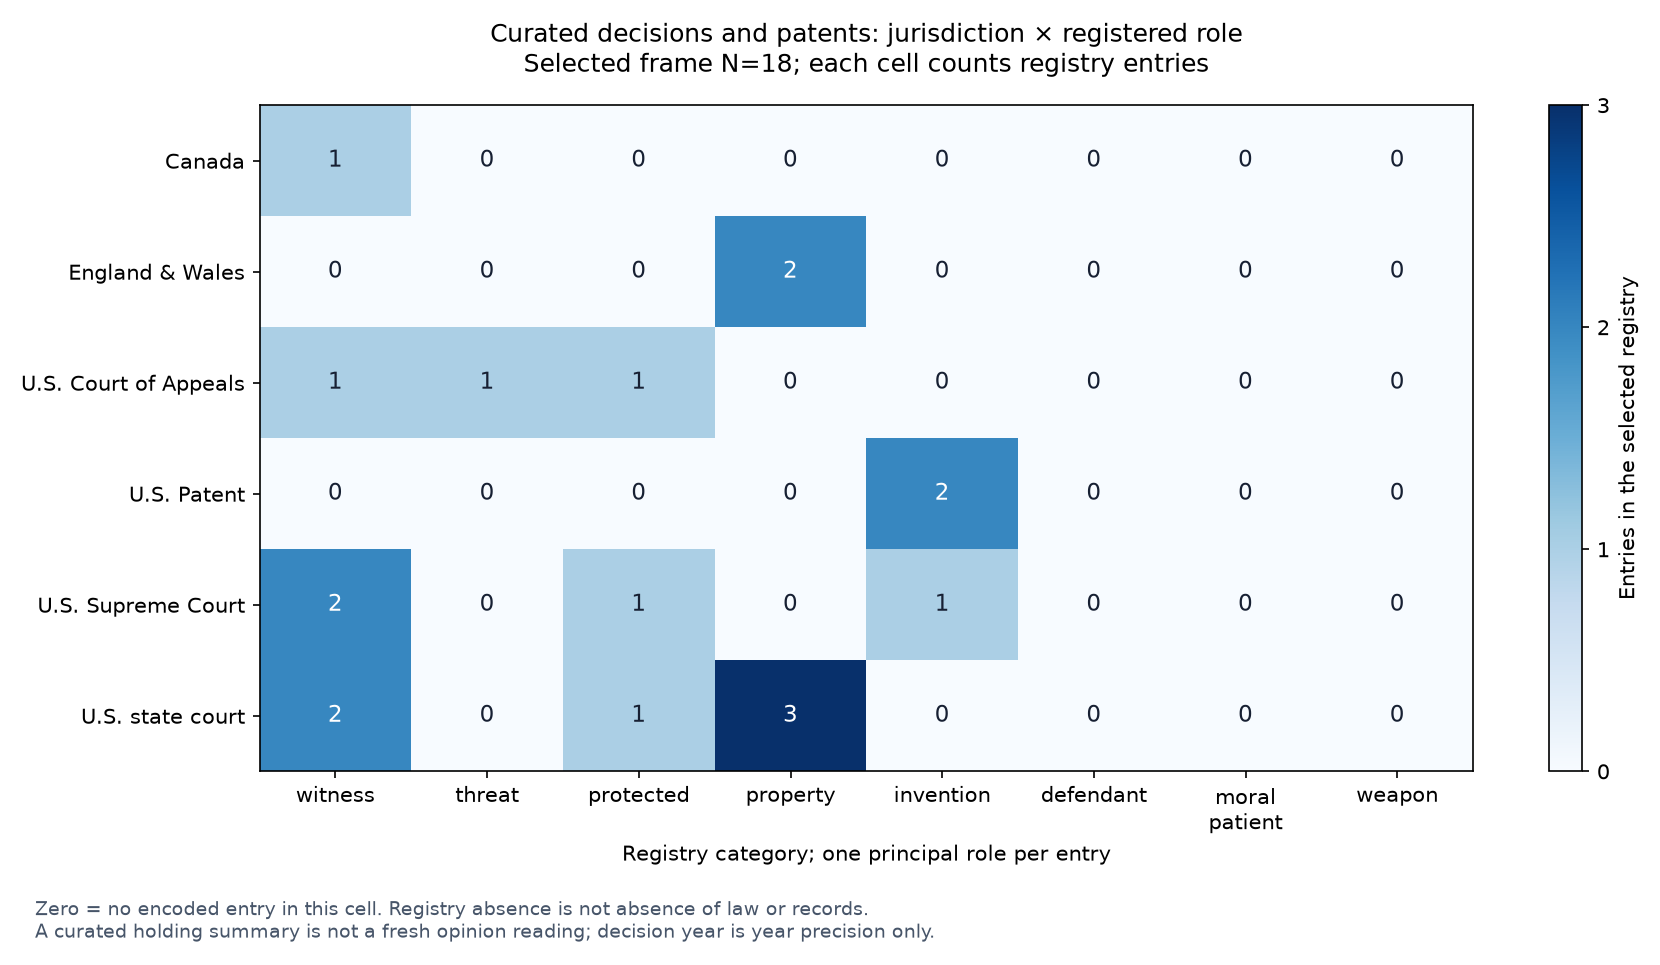 Curated decisions and patents: jurisdiction × registered role
Selected frame N=18; each cell counts registry entries
Canada 1 0 0 0 0 0 0 0
England & Wales 0 0 0 2 0 0 0 0
U.S. Court of Appeals 1 1 1 0 0 0 0 0
U.S. Patent 0 0 0 0 2 0 0 0
U.S. Supreme Court 2 0 1 0 1 0 0 0
U.S. state court 2 0 1 3 0 0 0 0
witness threat protected property invention defendant moral patient weapon
Registry category; one principal role per entry
3
2
1
0
Entries in the selected registry
Zero = no encoded entry in this cell. Registry absence is not absence of law or records.
A curated holding summary is not a fresh opinion reading; decision year is year precision only.